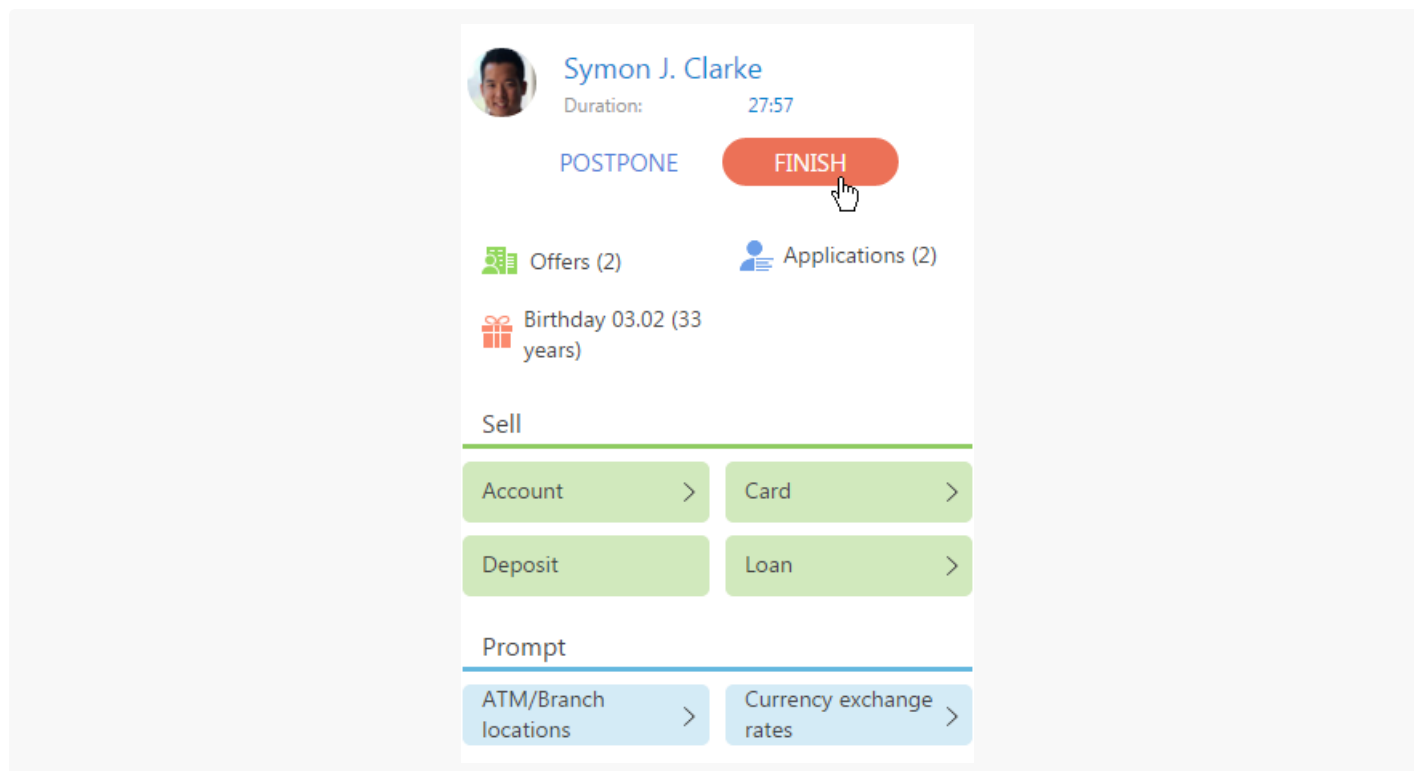 Symon J. Clarke
Duration: 27:57
POSTPONE FINISH
Offers (2) Applications (2)
Birthday 03.02 (33
years)
Sell
Account Card
Deposit Loan
Prompt
ATM/Branch
locations
Currency exchange
rates